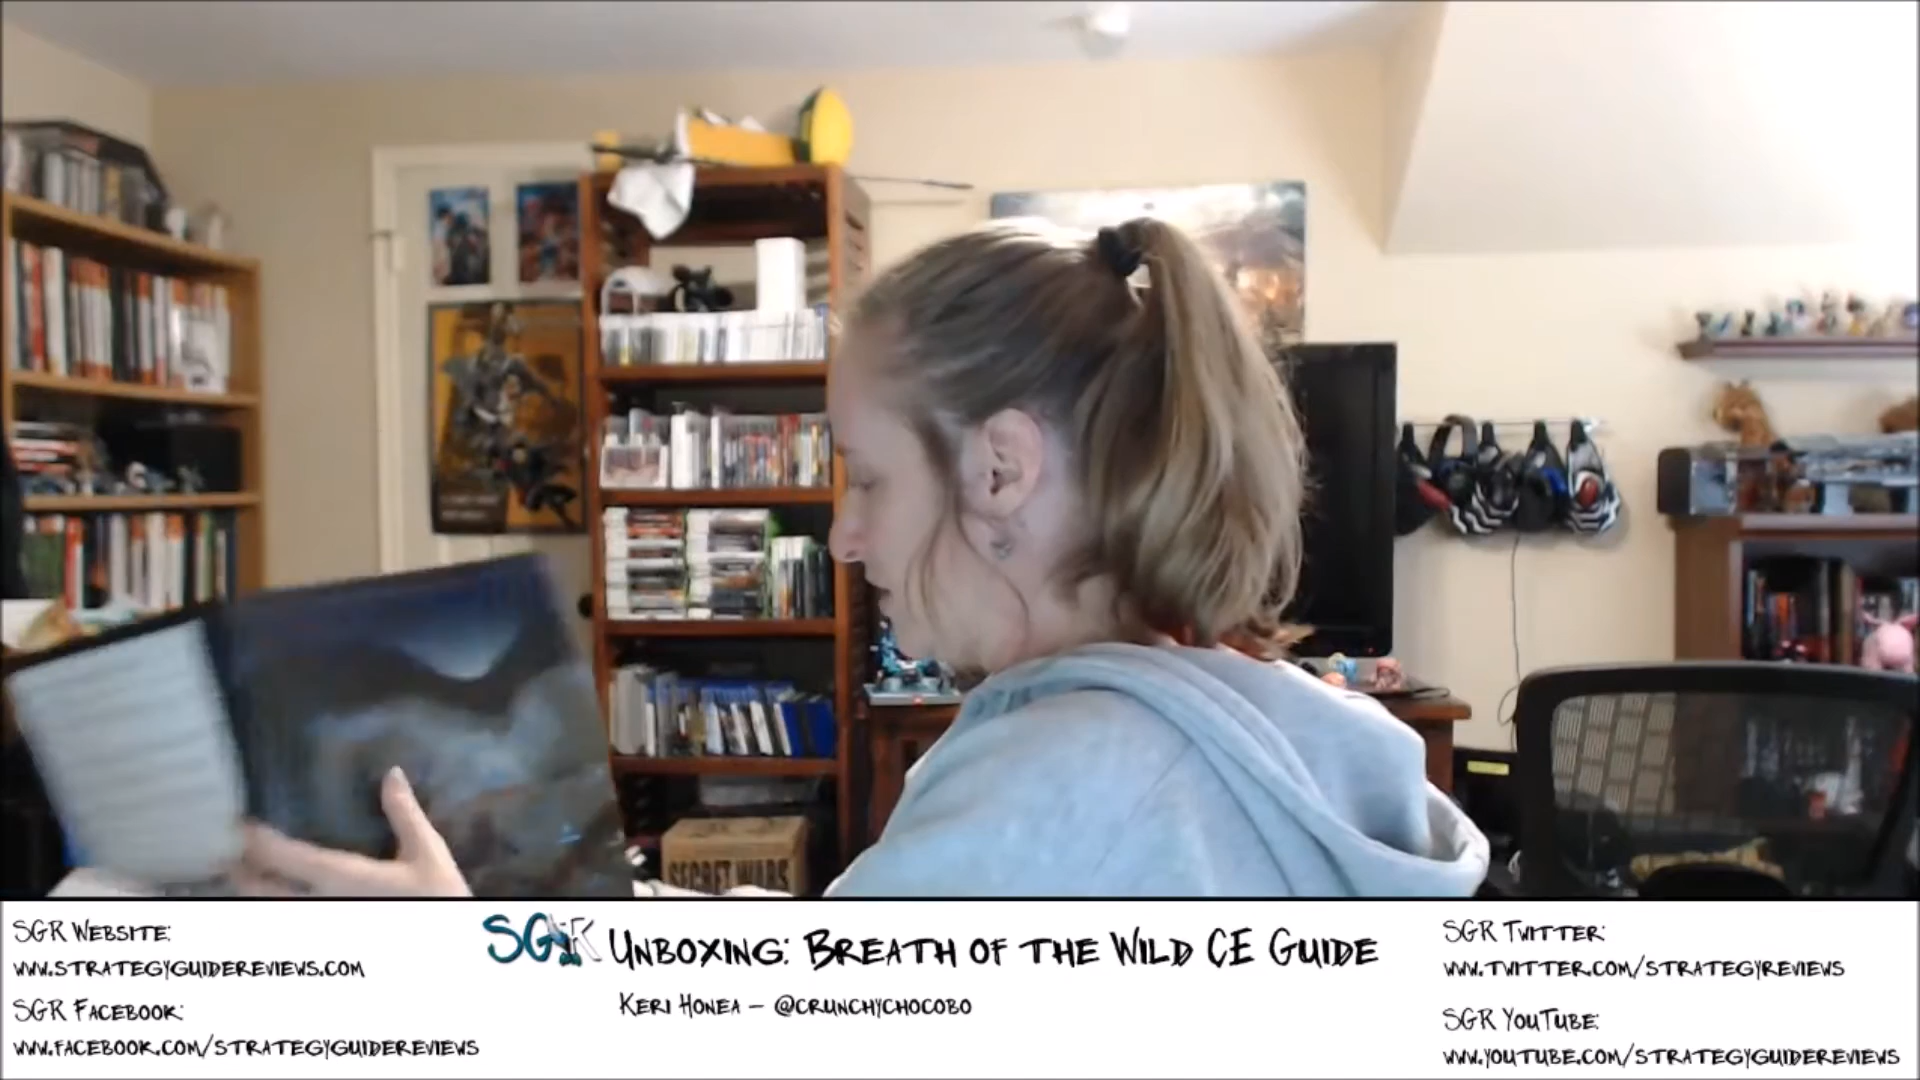 SECRET WARS
SGR WEBSITE:
WWW.STRATEGYGUIDEREVIEWS.COM
SGR FACEBOOK:
WWW.FACEBOOK.COM/STRATEGYGUIDEREVIEWS
SGR UNBOXING: BREATH OF THE WILD CE GUIDE
KERI HONEA – @CRUNCHYCHOCOBO
SGR TWITTER:
WWW.TWITTER.COM/STRATEGYREVIEWS
SGR YOUTUBE:
WWW.YOUTUBE.COM/STRATEGYGUIDEREVIEWS